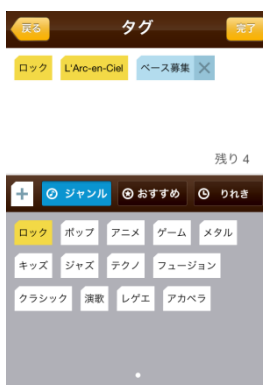 戻る タグ 完了
ロック L'Arc-en-Ciel ベース募集 ×
残り 4
+ ジャンル おすすめ りれき
ロック ポップ アニメ ゲーム メタル
キッズ ジャズ テクノ フュージョン
クラシック 演歌 レゲエ アカペラ